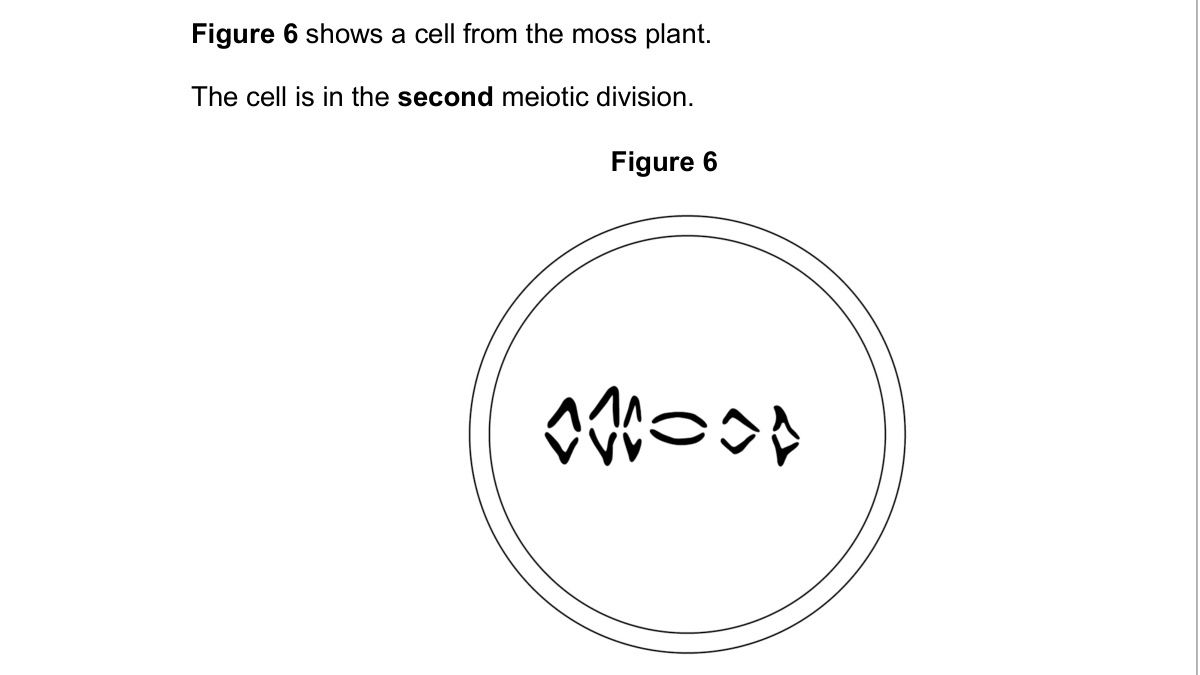 Figure 6 shows a cell from the moss plant.
The cell is in the second meiotic division.
Figure 6